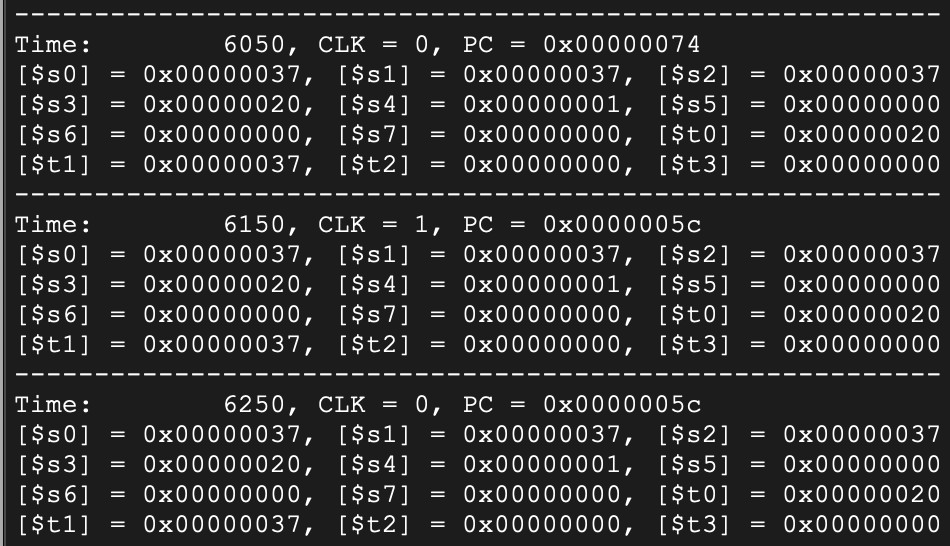 ----------------------------------------------------------
Time:        6050, CLK = 0, PC = 0x00000074
[$s0] = 0x00000037, [$s1] = 0x00000037, [$s2] = 0x00000037
[$s3] = 0x00000020, [$s4] = 0x00000001, [$s5] = 0x00000000
[$s6] = 0x00000000, [$s7] = 0x00000000, [$t0] = 0x00000020
[$t1] = 0x00000037, [$t2] = 0x00000000, [$t3] = 0x00000000
----------------------------------------------------------
Time:        6150, CLK = 1, PC = 0x0000005c
[$s0] = 0x00000037, [$s1] = 0x00000037, [$s2] = 0x00000037
[$s3] = 0x00000020, [$s4] = 0x00000001, [$s5] = 0x00000000
[$s6] = 0x00000000, [$s7] = 0x00000000, [$t0] = 0x00000020
[$t1] = 0x00000037, [$t2] = 0x00000000, [$t3] = 0x00000000
----------------------------------------------------------
Time:        6250, CLK = 0, PC = 0x0000005c
[$s0] = 0x00000037, [$s1] = 0x00000037, [$s2] = 0x00000037
[$s3] = 0x00000020, [$s4] = 0x00000001, [$s5] = 0x00000000
[$s6] = 0x00000000, [$s7] = 0x00000000, [$t0] = 0x00000020
[$t1] = 0x00000037, [$t2] = 0x00000000, [$t3] = 0x00000000